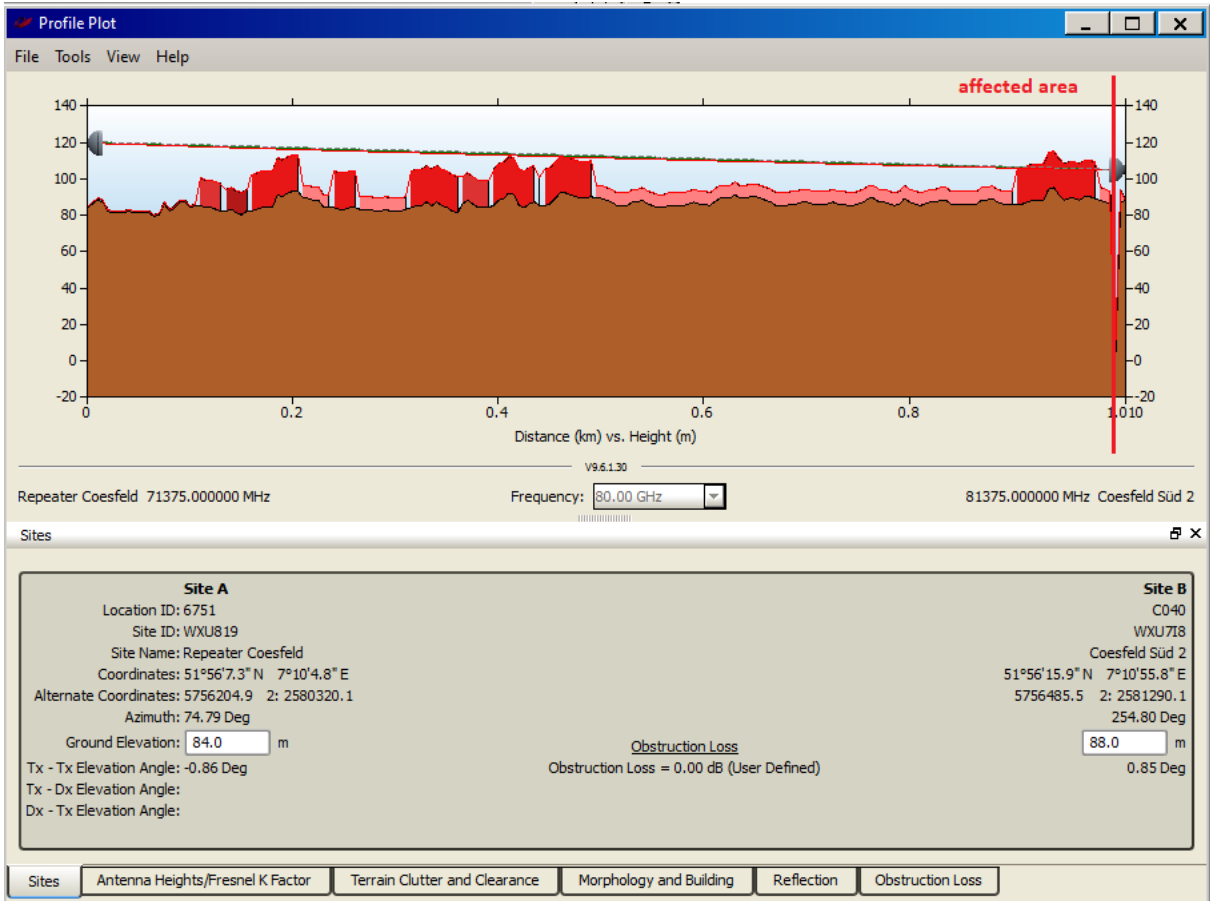 Profile Plot
File Tools View Help
affected area
140 140
120 120
100 100
80 80
60 60
40 40
20 20
0 0
-20 -20
0 0.2 0.4 0.6 0.8 1.010
Distance (km) vs. Height (m)
V9.6.1.30
Repeater Coesfeld 71375.000000 MHz Frequency: 80.00 GHz 81375.000000 MHz Coesfeld Süd 2
Sites
Site A Site B
Location ID: 6751 C040
Site ID: WXU819 WXU7I8
Site Name: Repeater Coesfeld Coesfeld Süd 2
Coordinates: 51°56'7.3" N 7°10'4.8" E 51°56'15.9" N 7°10'55.8" E
Alternate Coordinates: 5756204.9 2: 2580320.1 5756485.5 2: 2581290.1
Azimuth: 74.79 Deg 254.80 Deg
Ground Elevation: 84.0 m Obstruction Loss 88.0 m
Tx - Tx Elevation Angle: -0.86 Deg Obstruction Loss = 0.00 dB (User Defined) 0.85 Deg
Tx - Dx Elevation Angle:
Dx - Tx Elevation Angle:
Sites Antenna Heights/Fresnel K Factor Terrain Clutter and Clearance Morphology and Building Reflection Obstruction Loss